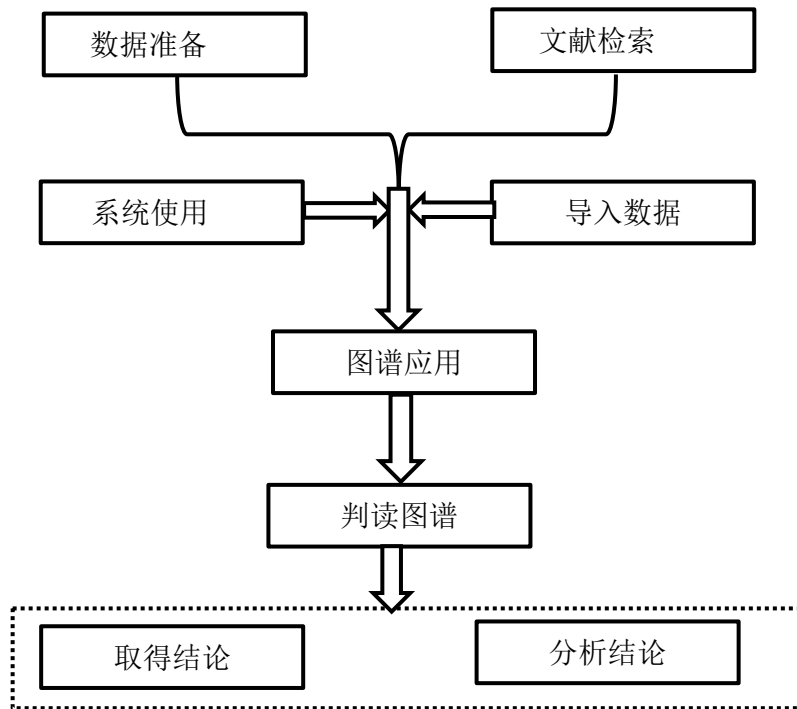 数据准备
文献检索
系统使用
导入数据
图谱应用
判读图谱
取得结论
分析结论